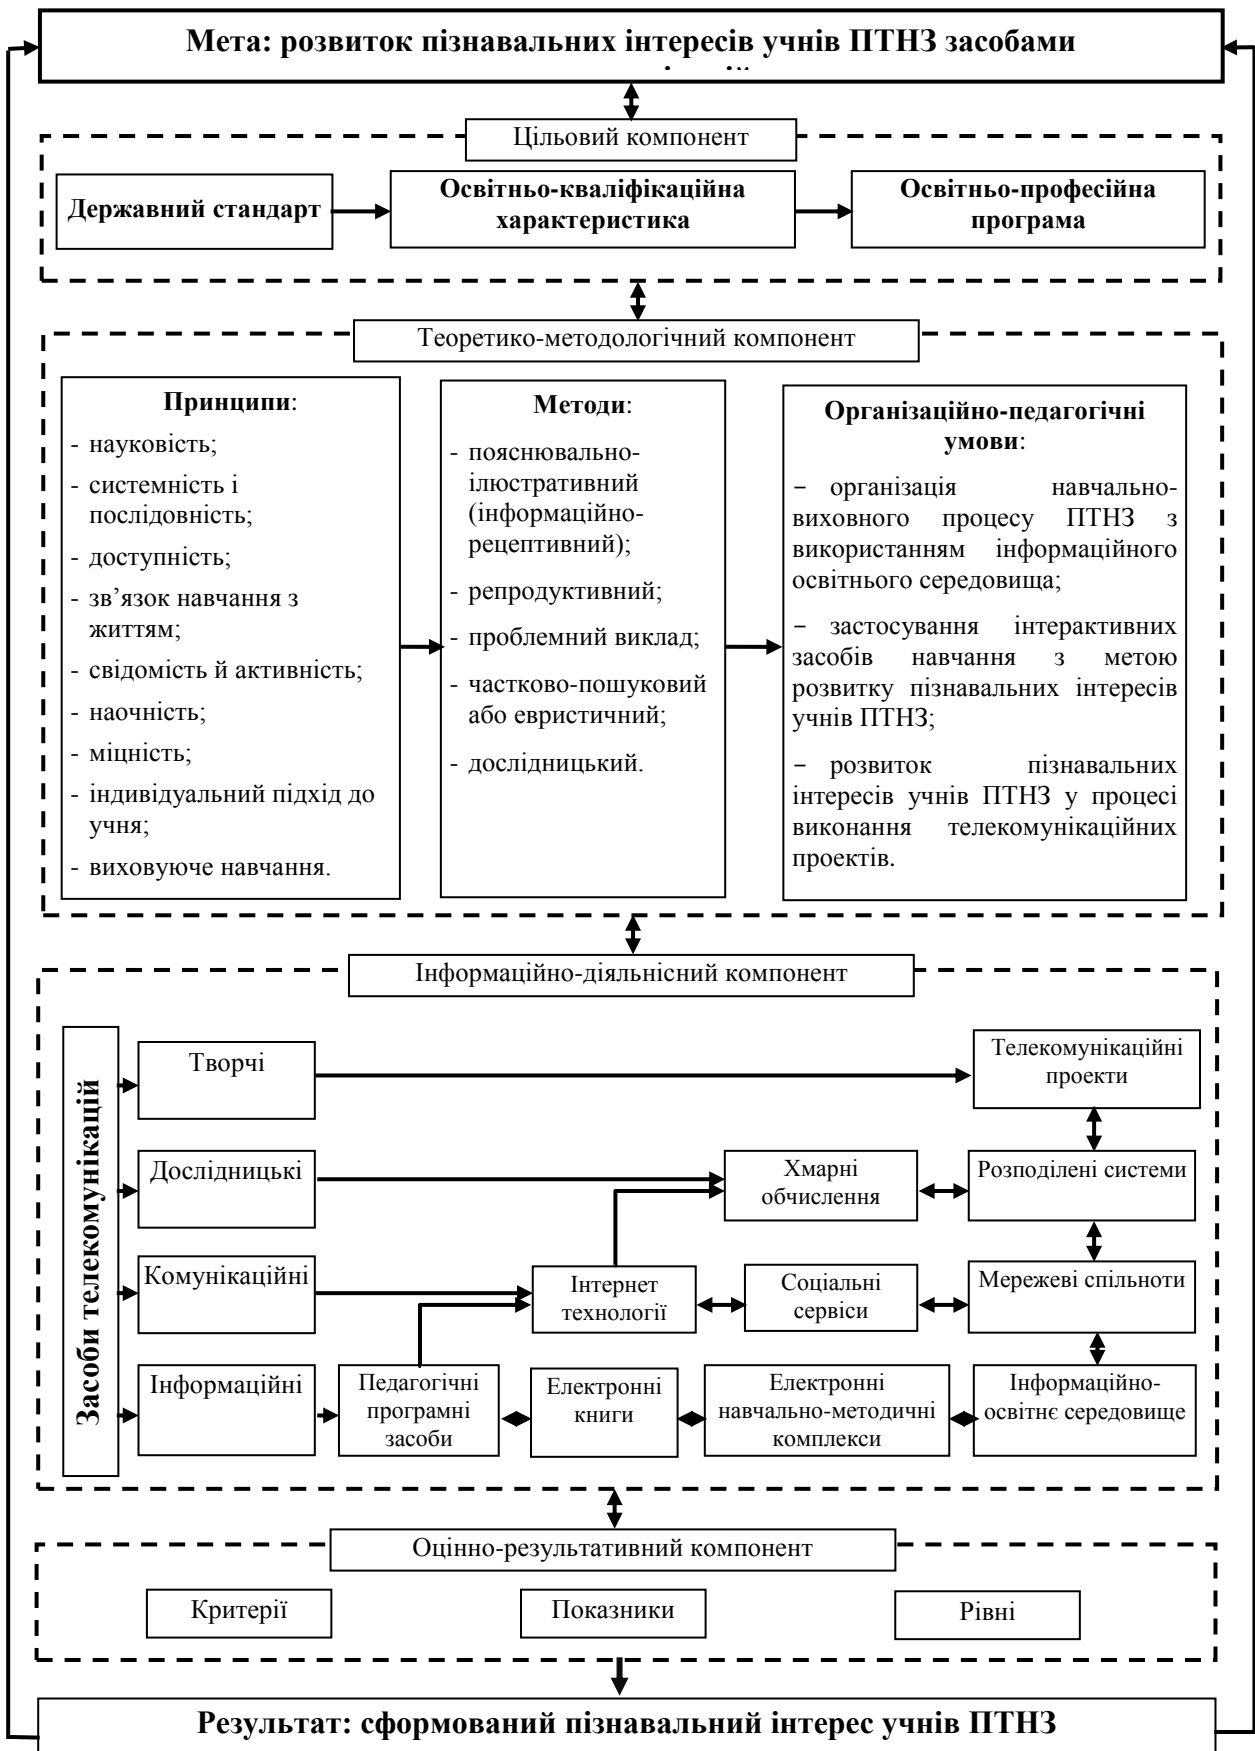 Мета: розвиток пізнавальних інтересів учнів ПТНЗ засобами
Цільовий компонент
Державний стандарт
Освітньо-кваліфікаційна
характеристика
Освітньо-професійна
програма
Теоретико-методологічний компонент
Принципи:
- науковість;
- системність і
послідовність;
- доступність;
- зв’язок навчання з
життям;
- свідомість й активність;
- наочність;
- міцність;
- індивідуальний підхід до
учня;
- виховуюче навчання.
Методи:
- пояснювально-
ілюстративний
(інформаційно-
рецептивний);
- репродуктивний;
- проблемний виклад;
- частково-пошуковий
або евристичний;
- дослідницький.
Організаційно-педагогічні
умови:
− організація навчально-
виховного процесу ПТНЗ з
використанням інформаційного
освітнього середовища;
− застосування інтерактивних
засобів навчання з метою
розвитку пізнавальних інтересів
учнів ПТНЗ;
− розвиток пізнавальних
інтересів учнів ПТНЗ у процесі
виконання телекомунікаційних
проектів.
Інформаційно-діяльнісний компонент
Засоби телекомунікацій
Творчі
Телекомунікаційні
проекти
Дослідницькі
Хмарні
обчислення
Розподілені системи
Комунікаційні
Інтернет
технології
Соціальні
сервіси
Мережеві спільноти
Інформаційні
Педагогічні
програмні
засоби
Електронні
книги
Електронні
навчально-методичні
комплекси
Інформаційно-
освітнє середовище
Оцінно-результативний компонент
Критерії
Показники
Рівні
Результат: сформований пізнавальний інтерес учнів ПТНЗ